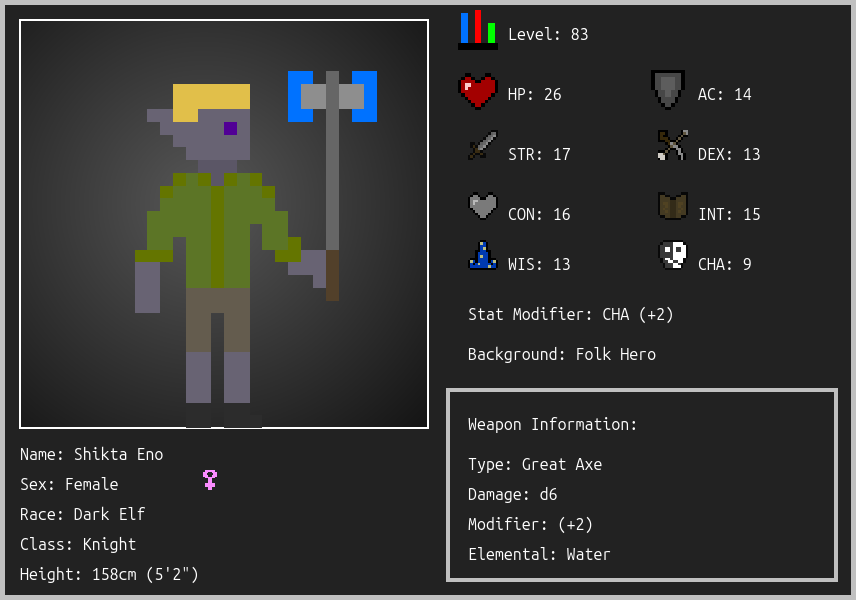 Level: 83
HP: 26
AC: 14
STR: 17
DEX: 13
CON: 16
INT: 15
WIS: 13
CHA: 9
Stat Modifier: CHA (+2)
Background: Folk Hero
Weapon Information:
Type: Great Axe
Damage: d6
Modifier: (+2)
Elemental: Water
Name: Shikta Eno
Sex: Female
Race: Dark Elf
Class: Knight
Height: 158cm (5'2")